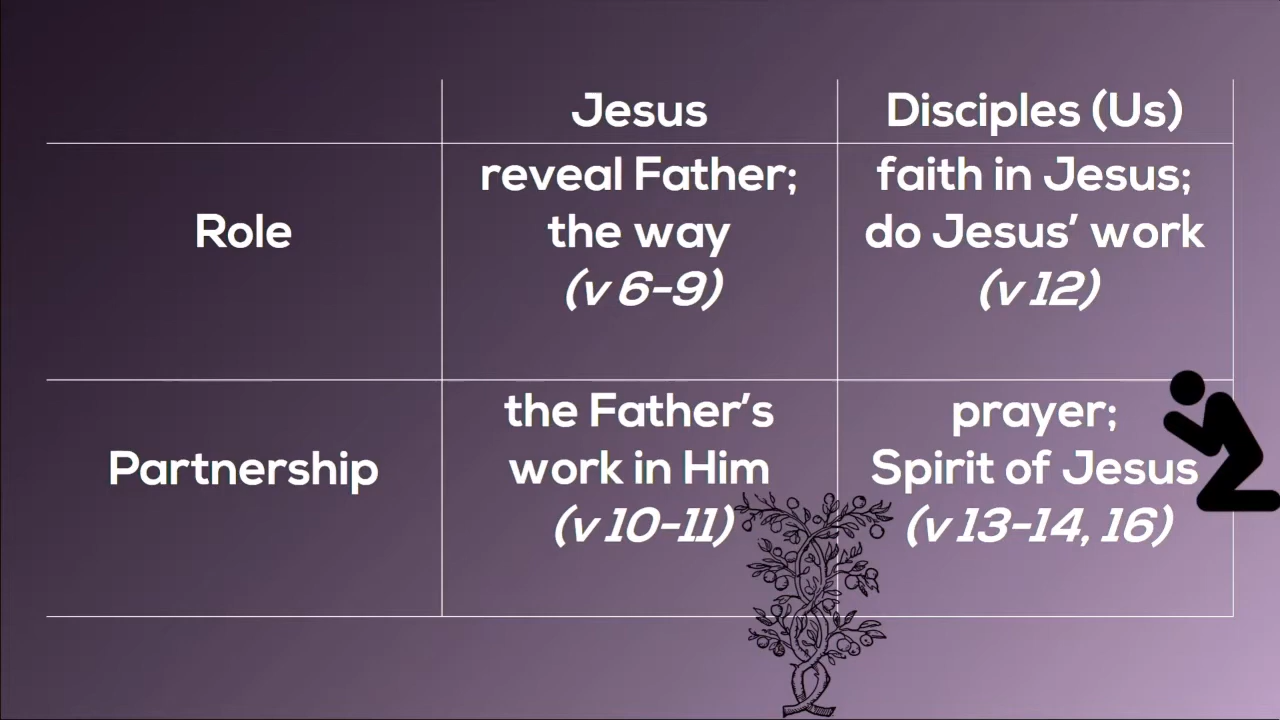 Jesus
Disciples (Us)
Role
reveal Father;
the way
(v 6-9)
faith in Jesus;
do Jesus’ work
(v 12)
Partnership
the Father’s
work in Him
(v 10-11)
prayer;
Spirit of Jesus
(v 13-14, 16)